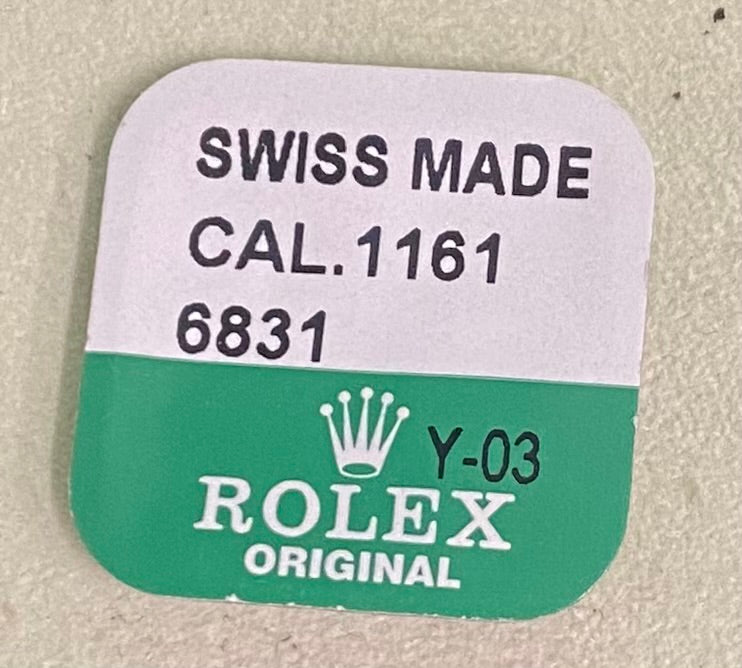 SWISS MADE
CAL.1161
6831
Y-03
ROLEX
ORIGINAL